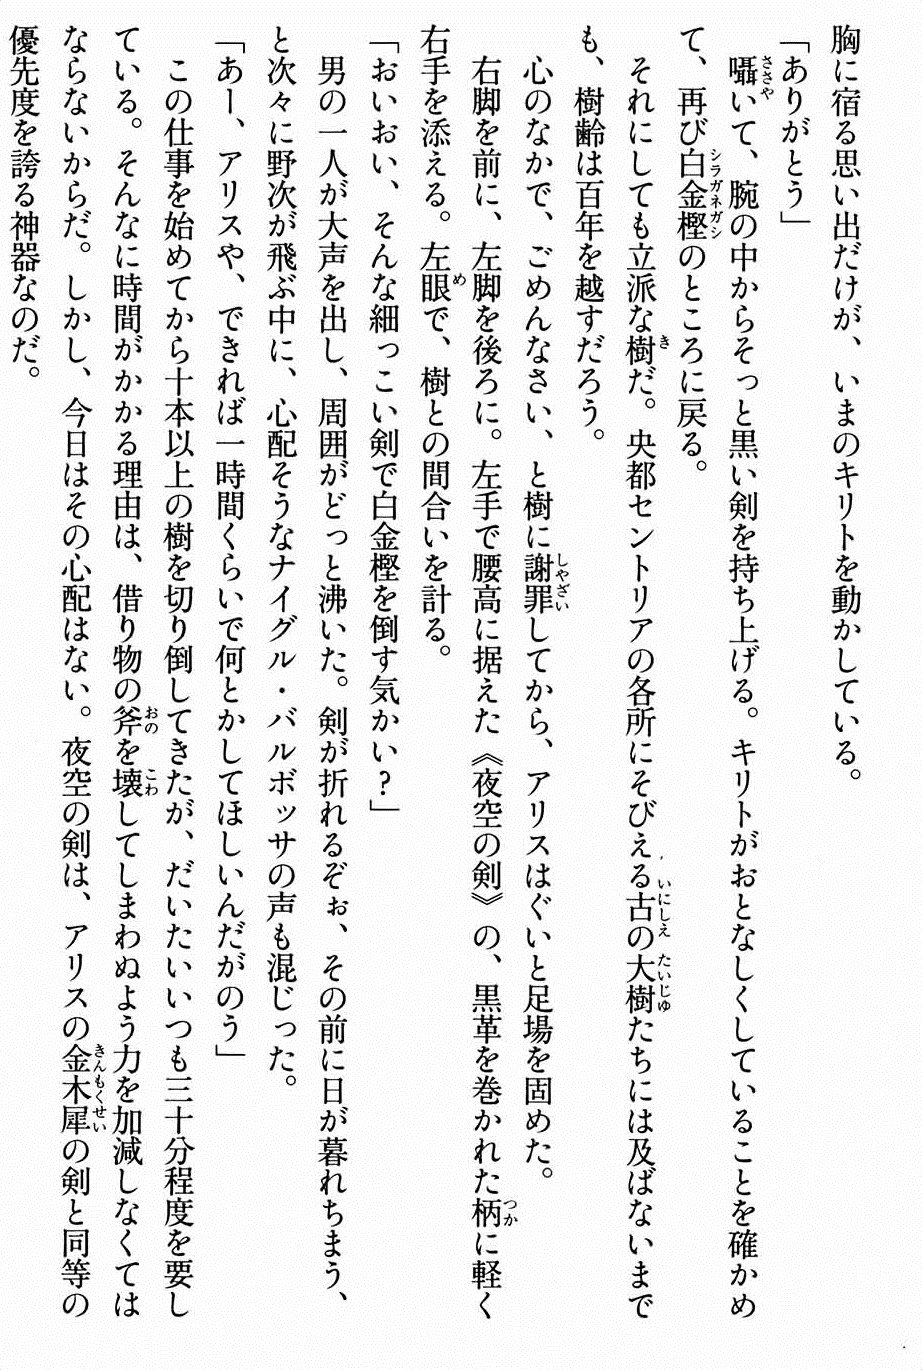 胸に宿る思い出だけが、いまのキリトを動かしている。
「ありがとう」
囁いて、腕の中からそっと黒い剣を持ち上げる。キリトがおとなしくしていることを確かめ
て、再び白金樫のところに戻る。
それにしても立派な樹だ。央都セントリアの各所にそびえる古の大樹たちには及ばないまで
も、樹齢は百年を越すだろう。
心のなかで、ごめんなさい、と樹に謝罪してから、アリスはぐいと足場を固めた。
右脚を前に、左脚を後ろに。左手で腰高に据えた《夜空の剣》の、黒革を巻かれた柄に軽く
右手を添える。左眼で、樹との間合いを計る。
「おいおい、そんな細っこい剣で白金樫を倒す気かい？」
男の一人が大声を出し、周囲がどっと沸いた。剣が折れるぞぉ、その前に日が暮れちまう、
と次々に野次が飛ぶ中に、心配そうなナイグル・バルボッサの声も混じった。
「あー、アリスや、できれば一時間くらいで何とかしてほしいんだがのう」
この仕事を始めてから十本以上の樹を切り倒してきたが、だいたいいつも三十分程度を要し
ている。そんなに時間がかかる理由は、借り物の斧を壊してしまわぬよう力を加減しなくては
ならないからだ。しかし、今日はその心配はない。夜空の剣は、アリスの金木犀の剣と同等の
優先度を誇る神器なのだ。